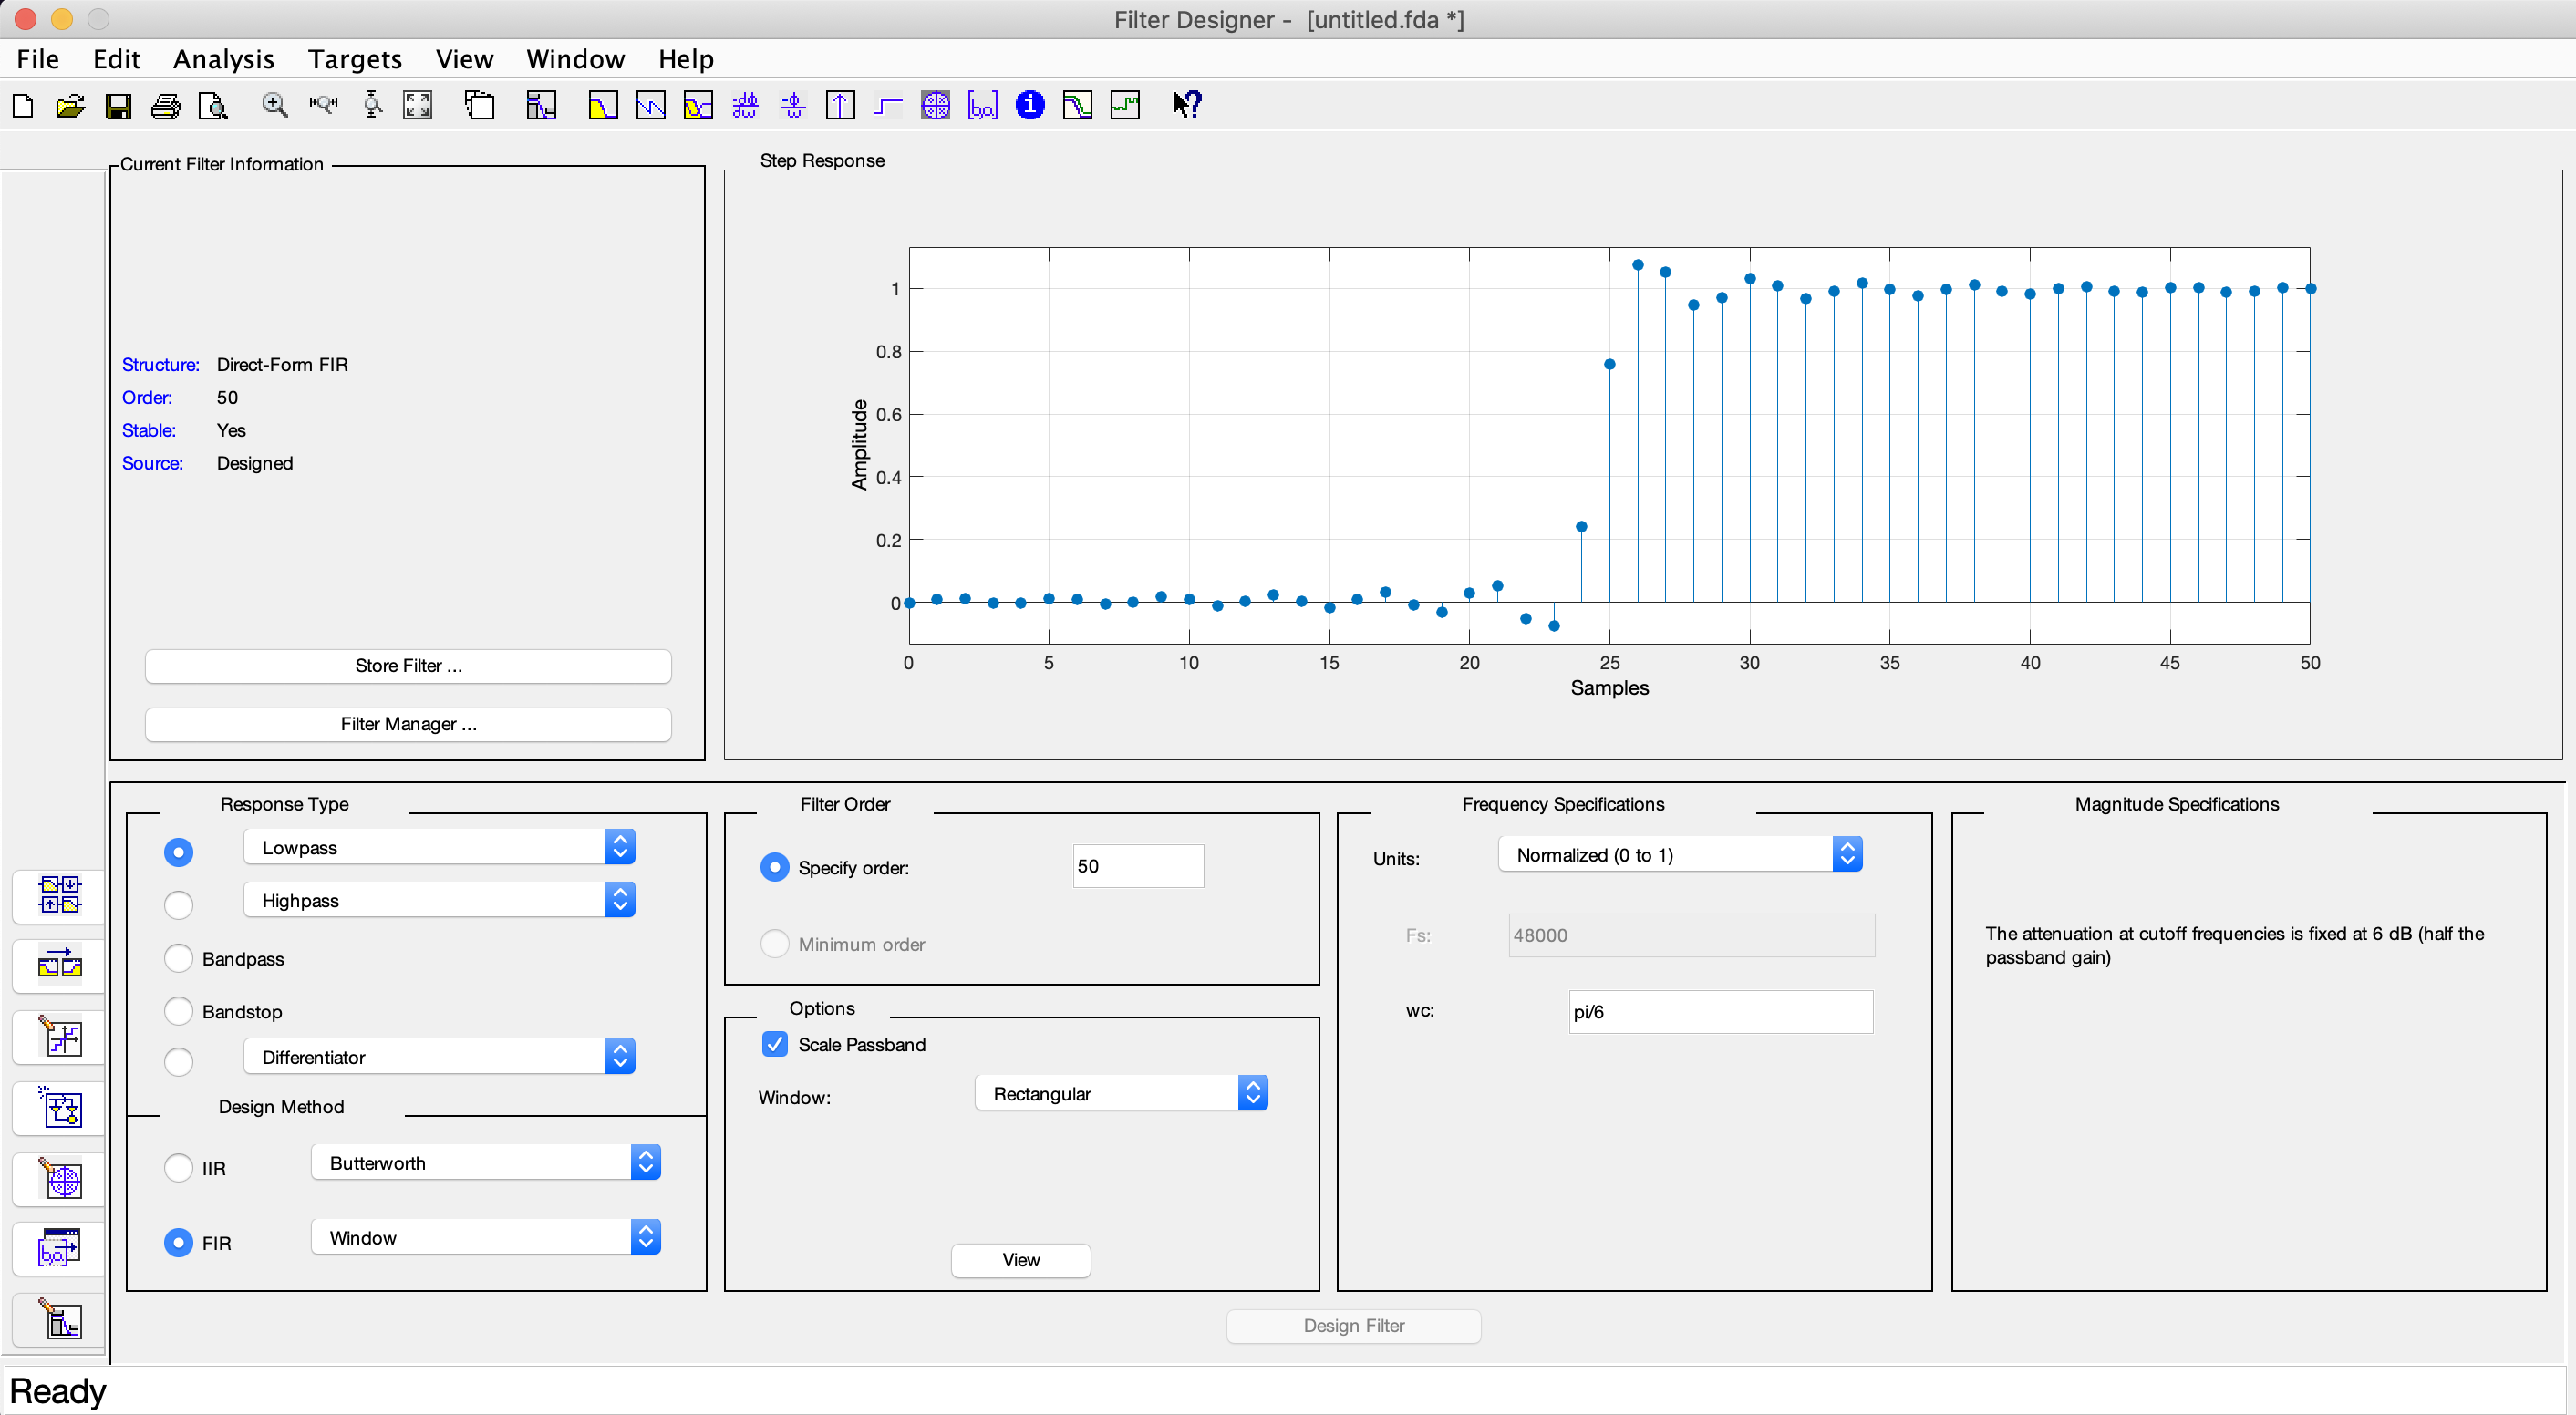 Filter Designer - [untitled.fda *]
File Edit Analysis Targets View Window Help
Current Filter Information
Structure: Direct-Form FIR
Order: 50
Stable: Yes
Source: Designed
Store Filter ...
Filter Manager ...
Step Response
1
0.8
0.6
0.4
0.2
0
Amplitude
0 5 10 15 20 25 30 35 40 45 50
Samples
Response Type
Lowpass
Highpass
Bandpass
Bandstop
Differentiator
Design Method
IIR Butterworth
FIR Window
Filter Order
Specify order: 50
Minimum order
Options
Scale Passband
Window: Rectangular
View
Frequency Specifications
Units: Normalized (0 to 1)
Fs: 48000
wc: pi/6
Magnitude Specifications
The attenuation at cutoff frequencies is fixed at 6 dB (half the
passband gain)
Design Filter
Ready